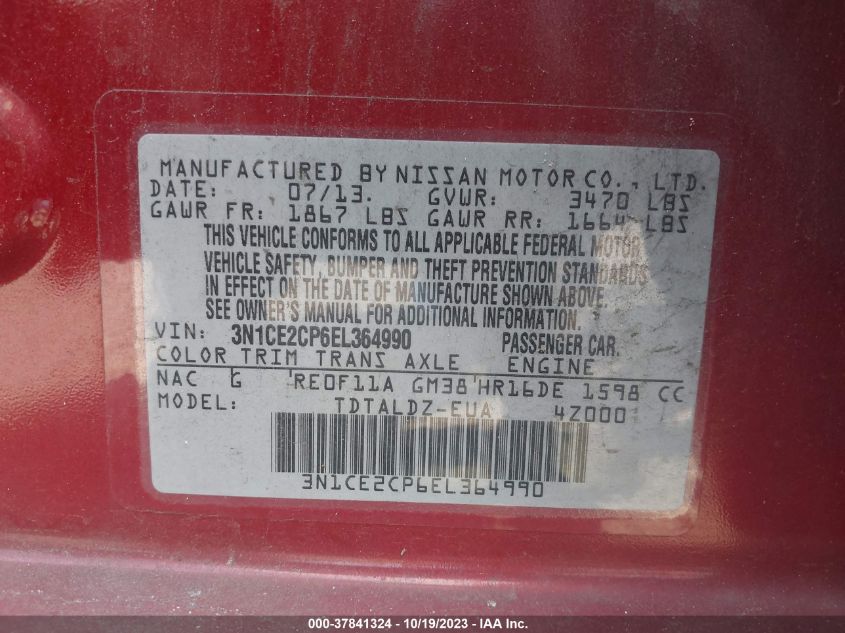 MANUFACTURED BY NISSAN MOTOR CO., LTD.
DATE: 07/13. GVWR: 3470 LBS
GAWR FR: 1867 LBS GAWR RR: 1664 LBS
THIS VEHICLE CONFORMS TO ALL APPLICABLE FEDERAL MOTOR
VEHICLE SAFETY, BUMPER AND THEFT PREVENTION STANDARDS
IN EFFECT ON THE DATE OF MANUFACTURE SHOWN ABOVE.
SEE OWNER'S MANUAL FOR ADDITIONAL INFORMATION.
VIN: 3N1CE2CP6EL364990 PASSENGER CAR.
COLOR TRIM TRANS AXLE ENGINE
NAC G RE0F11A GM38 HR16DE 1598 CC
MODEL: TDTALDZ-EUA 4Z000
3N1CE2CP6EL364990
000-37841324 - 10/19/2023 - IAA, Inc.